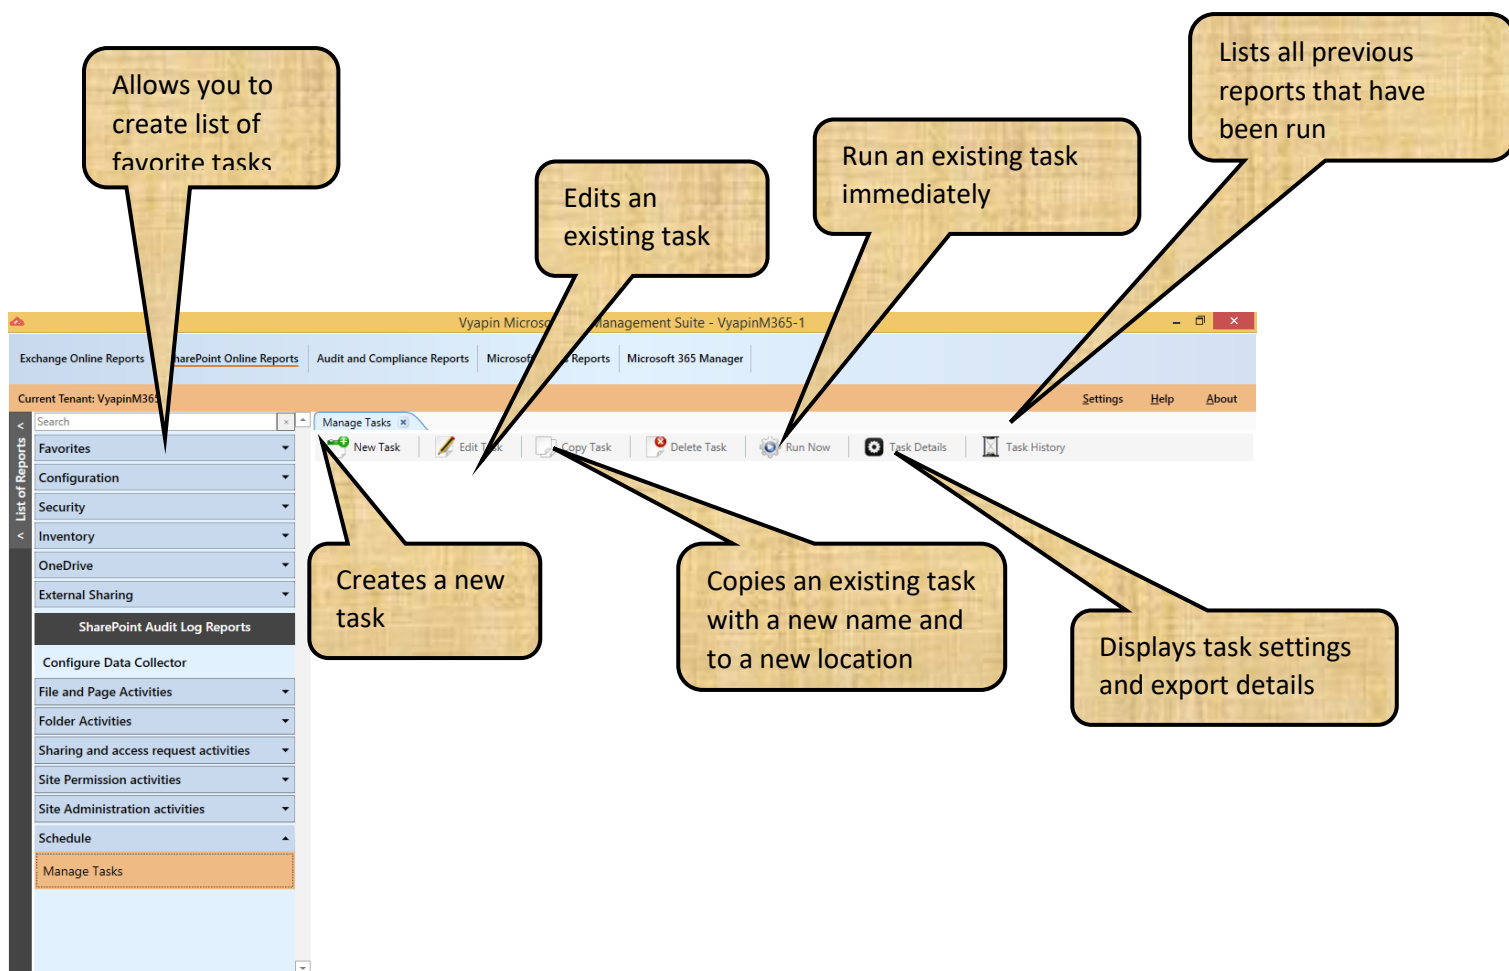 Allows you to
create list of
favorite tasks
Lists all previous
reports that have
been run
Run an existing task
immediately
Edits an
existing task
Vyapin Micros Management Suite - VyapinM365-1
Exchange Online Reports
SharePoint Online Reports
Audit and Compliance Reports
Microsoft Reports
Microsoft 365 Manager
Current Tenant: VyapinM365
Settings
Help
About
< List of Reports <
Search
Favorites
Configuration
Security
Inventory
OneDrive
External Sharing
SharePoint Audit Log Reports
Configure Data Collector
File and Page Activities
Folder Activities
Sharing and access request activities
Site Permission activities
Site Administration activities
Schedule
Manage Tasks
Manage Tasks
New Task
Edit Task
Copy Task
Delete Task
Run Now
Task Details
Task History
Creates a new
task
Copies an existing task
with a new name and
to a new location
Displays task settings
and export details